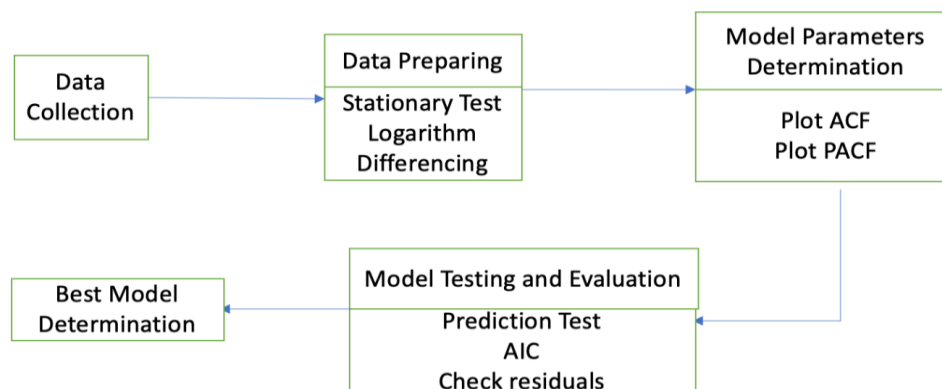 Data
Collection
Data Preparing
Stationary Test
Logarithm
Differencing
Model Parameters
Determination
Plot ACF
Plot PACF
Model Testing and Evaluation
Prediction Test
AIC
Check residuals
Best Model
Determination